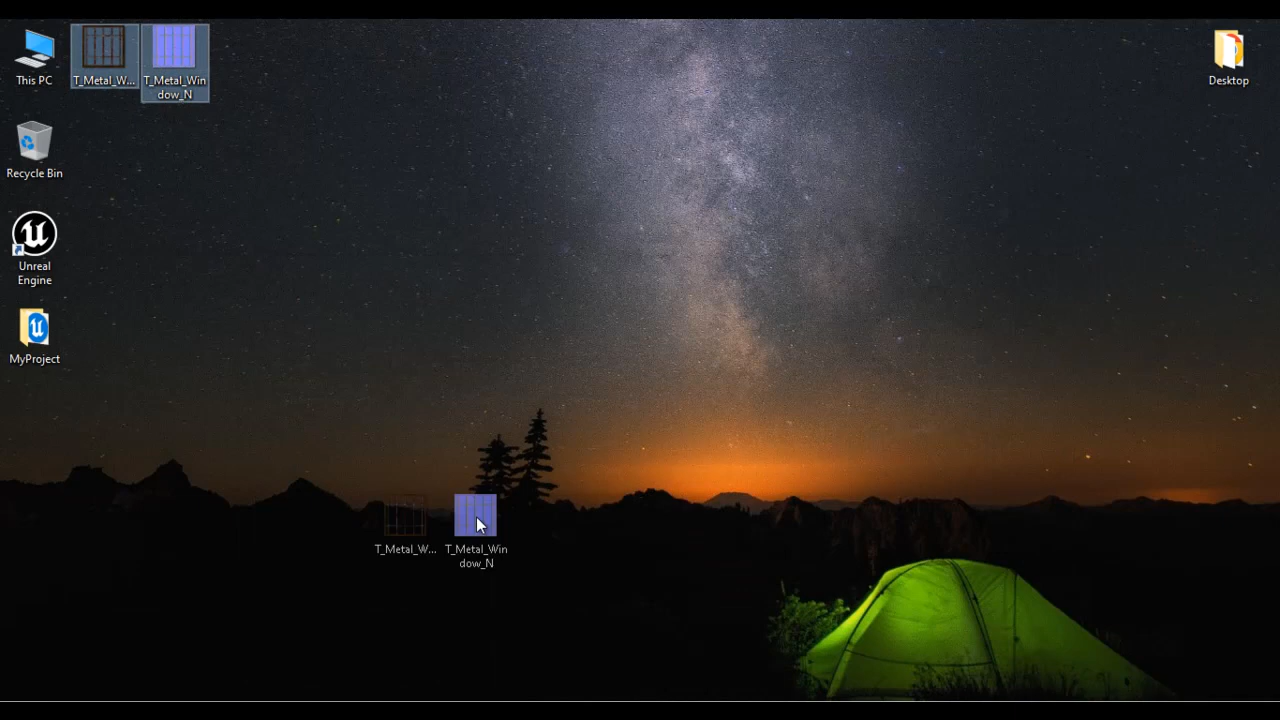 This PC
T_Metal_W...
T_Metal_Win
dow_N
Desktop
Recycle Bin
Unreal
Engine
MyProject
T_Metal_W...
T_Metal_Win
dow_N